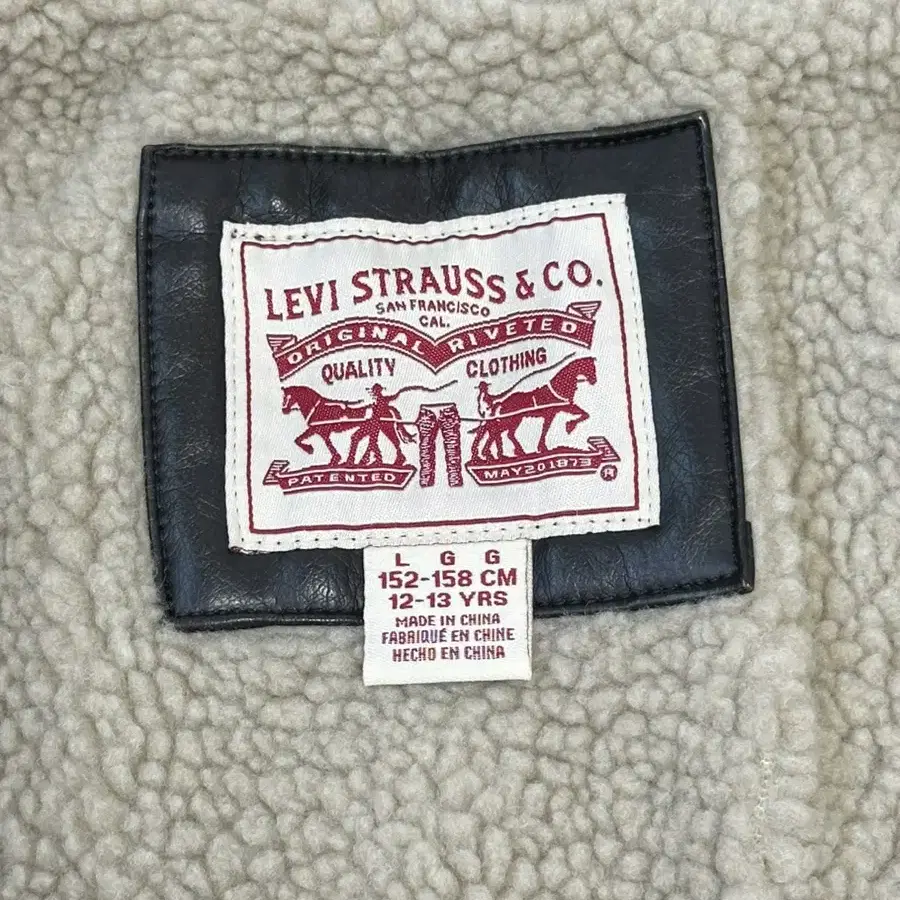 LEVI STRAUSS & CO.
SAN FRANCISCO
CAL.
ORIGINAL RIVETED
QUALITY CLOTHING
PATENTED MAY 20 1873 ®
L G G
152-158 CM
12-13 YRS
MADE IN CHINA
FABRIQUÉ EN CHINE
HECHO EN CHINA